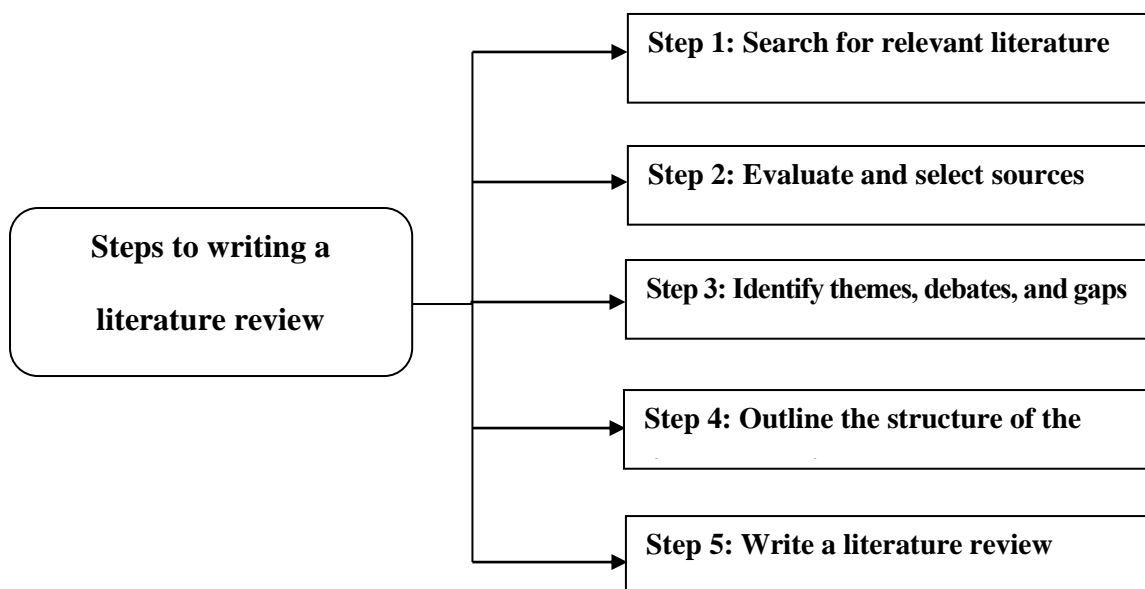 Steps to writing a
literature review
Step 1: Search for relevant literature
Step 2: Evaluate and select sources
Step 3: Identify themes, debates, and gaps
Step 4: Outline the structure of the
Step 5: Write a literature review